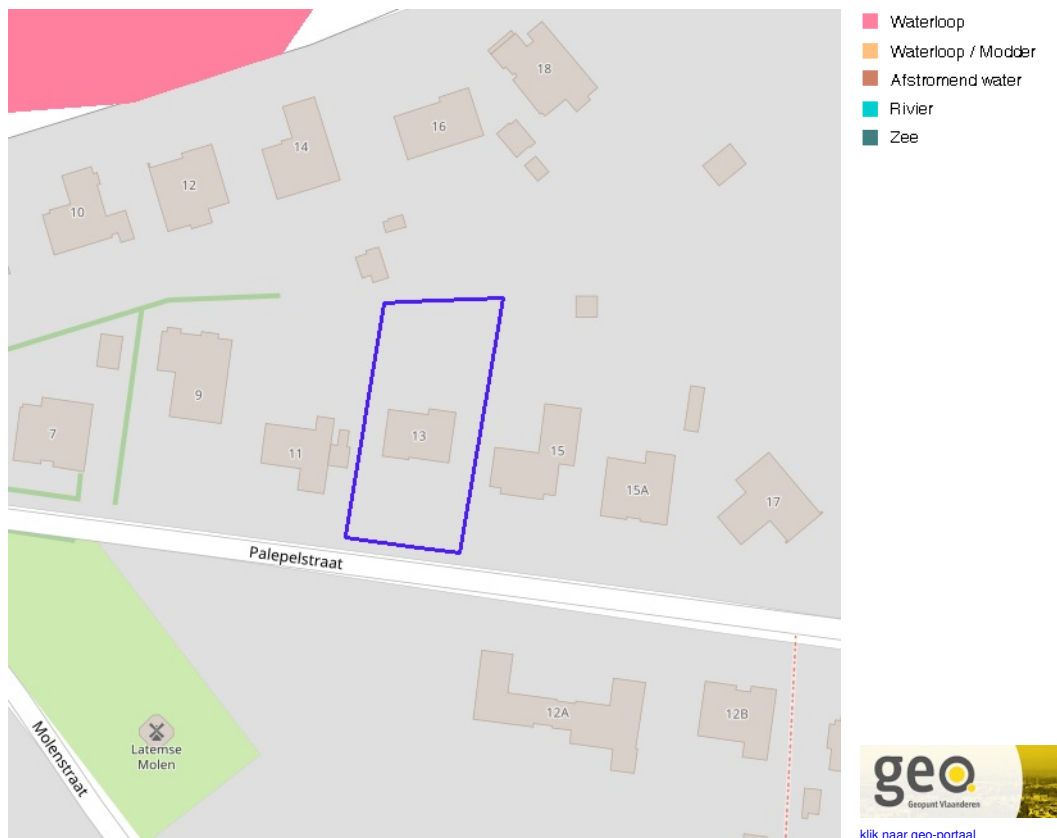 Waterloop
Waterloop / Modder
Afstromend water
Rivier
Zee
18
16
14
12
10
9
7
11
13
15
15A
17
Palepelstraat
12A
12B
Latemse
Molen
Molenstraat
geo.
Geopunt Vlaanderen
klik naar geo-portaal